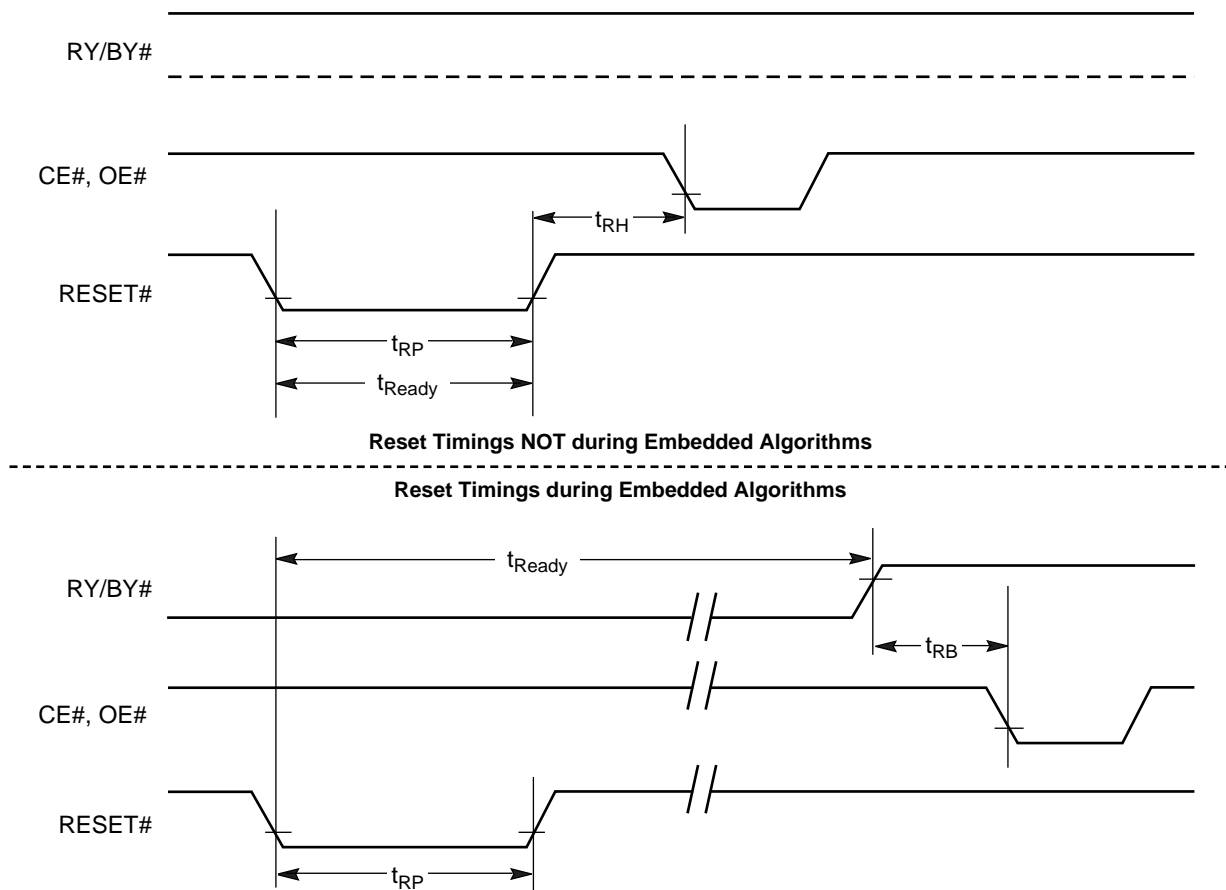 RY/BY#
CE#, OE#
tRH
RESET#
tRP
tReady
Reset Timings NOT during Embedded Algorithms
Reset Timings during Embedded Algorithms
tReady
RY/BY#
tRB
CE#, OE#
RESET#
tRP